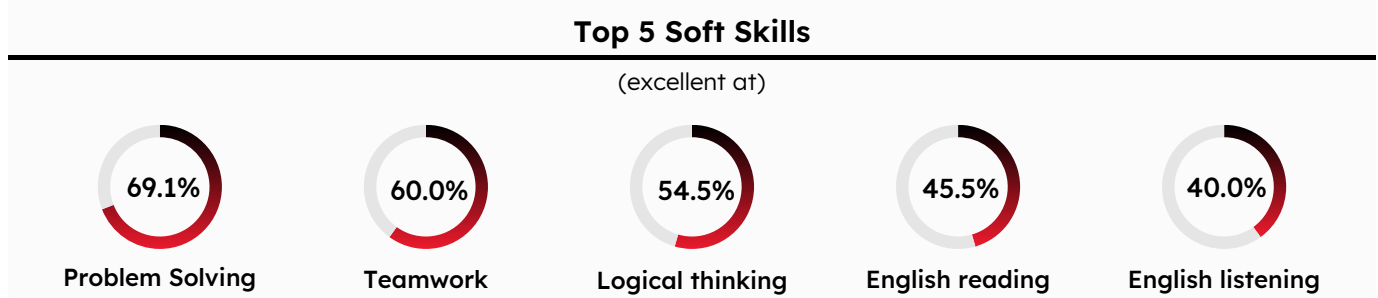 Top 5 Soft Skills
(excellent at)
69.1%
60.0%
54.5%
45.5%
40.0%
Problem Solving
Teamwork
Logical thinking
English reading
English listening